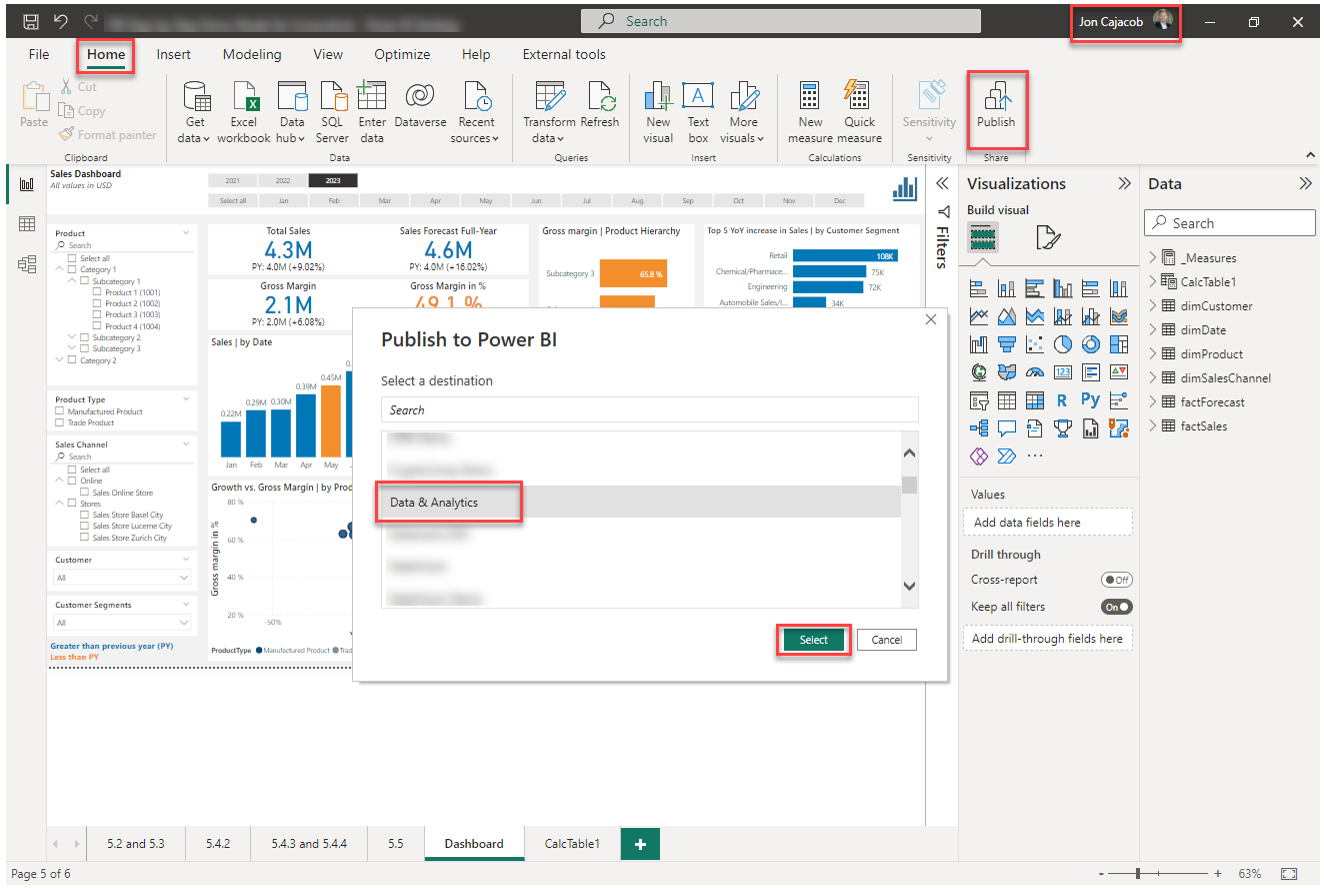 Search
Jon Cajacob
File Home Insert Modeling View Optimize Help External tools
Paste
Cut
Copy
Format painter
Clipboard
Get data
Excel workbook
Data hub
SQL Server
Enter data
Dataverse
Recent sources
Data
Transform data
Refresh
Queries
New visual
Text box
More visuals
Insert
New measure
Quick measure
Calculations
Sensitivity
Sensitivity
Publish
Share
Sales Dashboard
All values in USD
2021 2022 2023
Select all Jan Feb Mar Apr May Jun Jul Aug Sep Oct Nov Dec
Product
Search
Select all
Category 1
Subcategory 1
Product 1 (1001)
Product 2 (1002)
Product 3 (1003)
Product 4 (1004)
Subcategory 2
Subcategory 3
Category 2
Product Type
Manufactured Product
Trade Product
Sales Channel
Search
Select all
Online
Sales Online Store
Stores
Sales Store Basel City
Sales Store Lucerne City
Sales Store Zurich City
Customer
All
Customer Segments
All
Greater than previous year (PY)
Less than PY
Total Sales
4.3M
PY: 4.0M (+9.02%)
Sales Forecast Full-Year
4.6M
PY: 4.0M (+16.02%)
Gross Margin
2.1M
PY: 2.0M (+6.08%)
Gross Margin in %
49.1 %
Gross margin | Product Hierarchy
Subcategory 3 65.8 %
Top 5 YoY increase in Sales | by Customer Segment
Retail 108K
Chemical/Pharmace... 75K
Engineering 72K
Automobile Sales/I... 34K
Sales | by Date
0.22M 0.29M 0.30M 0.39M 0.45M 0.
Jan Feb Mar Apr May
Growth vs. Gross Margin | by Prod
Gross margin in %
80 %
60 %
40 %
20 %
-50%
ProductType Manufactured Product Trad
Publish to Power BI
Select a destination
Search
Data & Analytics
Select
Cancel
Filters
Visualizations
Build visual
123
R
Py
...
Values
Add data fields here
Drill through
Cross-report
Off
Keep all filters
On
Add drill-through fields here
Data
Search
_Measures
CalcTable1
dimCustomer
dimDate
dimProduct
dimSalesChannel
factForecast
factSales
5.2 and 5.3 5.4.2 5.4.3 and 5.4.4 5.5 Dashboard CalcTable1 +
Page 5 of 6
- + 63%